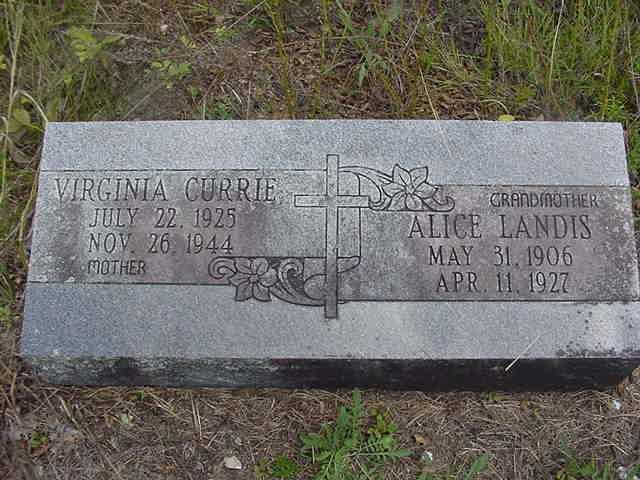 VIRGINIA CURRIE
JULY 22, 1925
NOV. 26, 1944
MOTHER
GRANDMOTHER
ALICE LANDIS
MAY 31, 1906
APR. 11, 1927